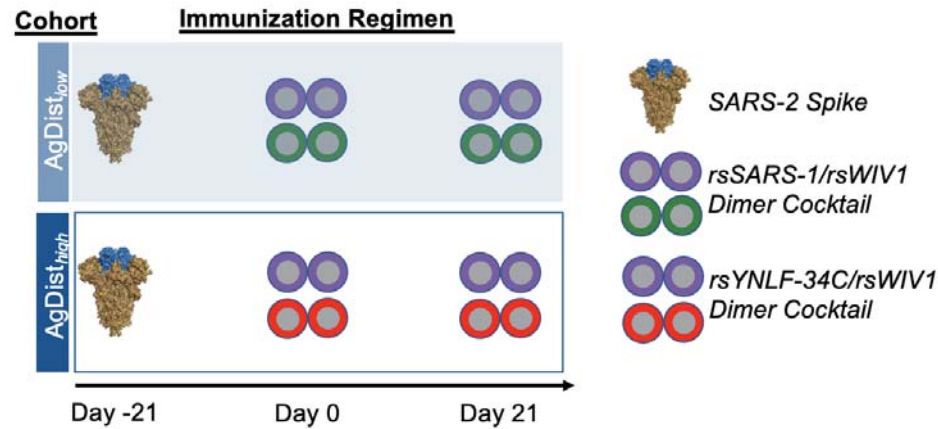 Cohort
Immunization Regimen
AgDistlow
AgDisthigh
SARS-2 Spike
rsSARS-1/rsWIV1
Dimer Cocktail
rsYNLF-34C/rsWIV1
Dimer Cocktail
Day -21
Day 0
Day 21